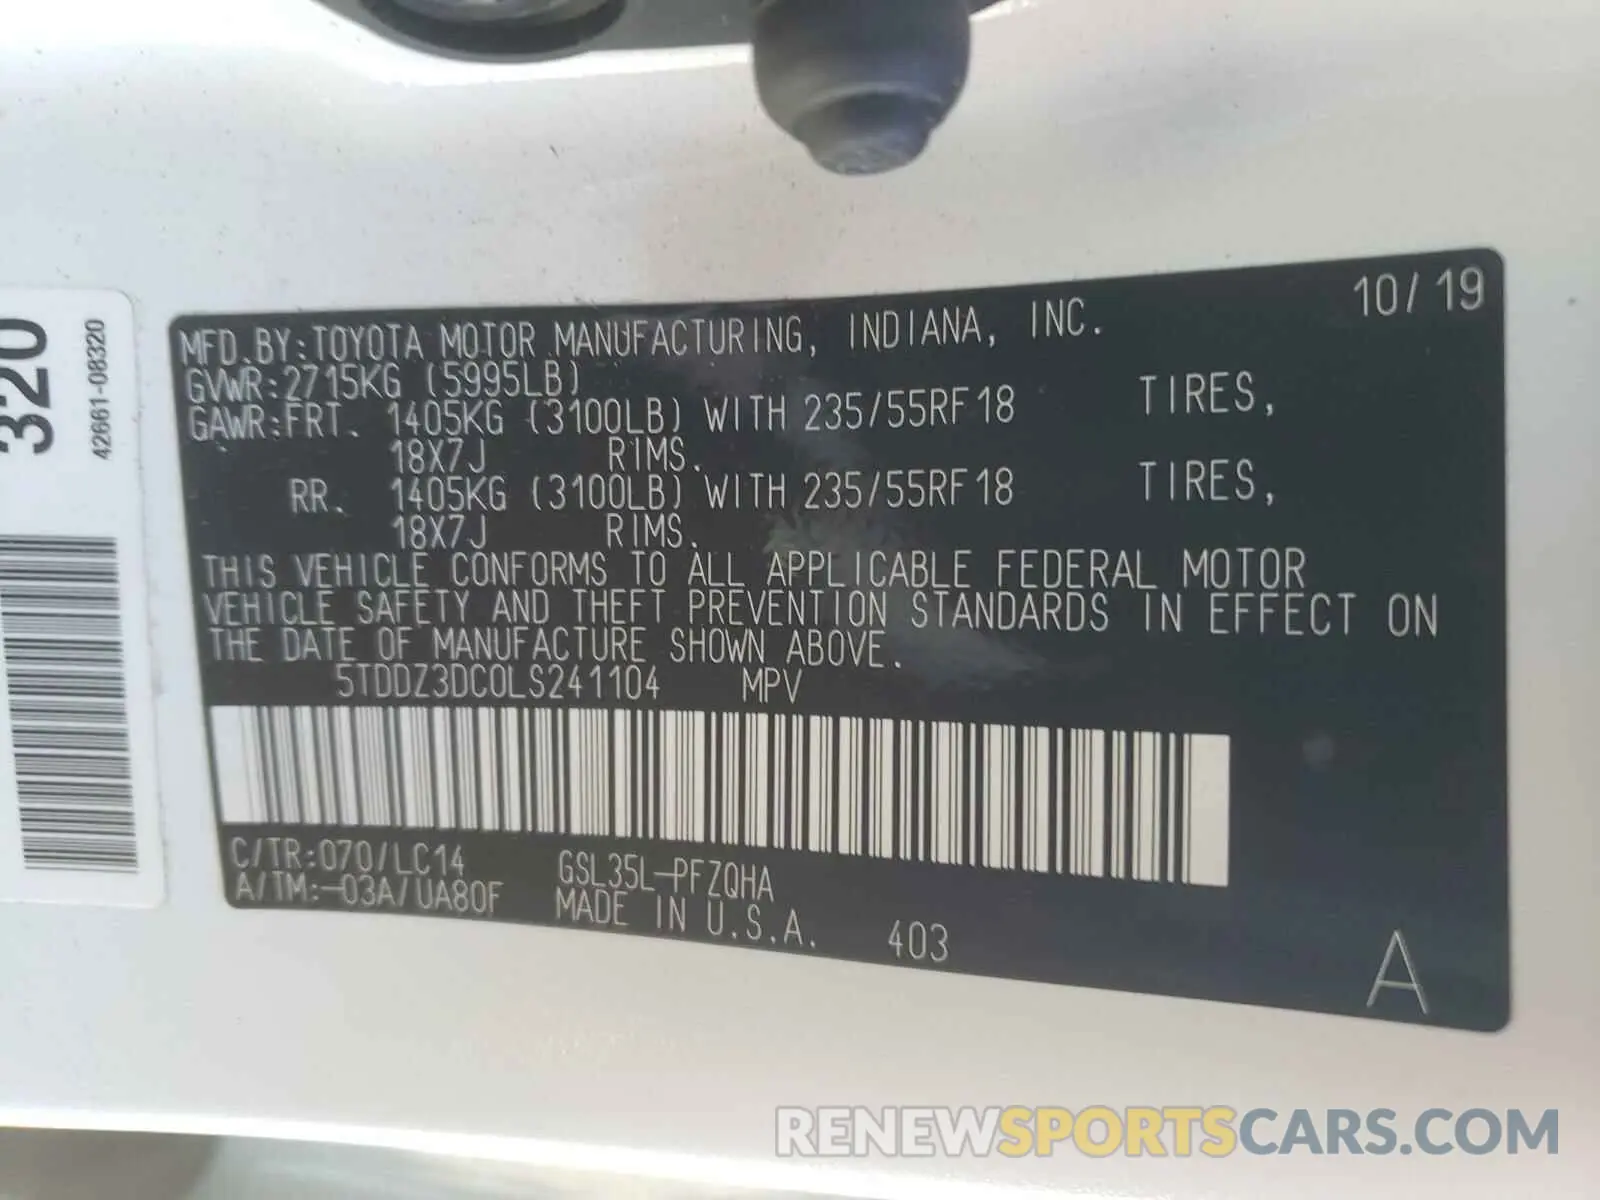 10/19
MFD.BY:TOYOTA MOTOR MANUFACTURING, INDIANA, INC.
GVWR:2715KG (5995LB)
GAWR:FRT. 1405KG (3100LB) WITH 235/55RF18 TIRES,
18X7J RIMS.
RR. 1405KG (3100LB) WITH 235/55RF18 TIRES,
18X7J RIMS.
THIS VEHICLE CONFORMS TO ALL APPLICABLE FEDERAL MOTOR
VEHICLE SAFETY AND THEFT PREVENTION STANDARDS IN EFFECT ON
THE DATE OF MANUFACTURE SHOWN ABOVE.
5TDDZ3DC0LS241104 MPV
C/TR:070/LC14 GSL35L-PFZQHA
A/TM:-03A/UA80F MADE IN U.S.A. 403
A
320
42661-08320
RENEWSPORTSCARS.COM